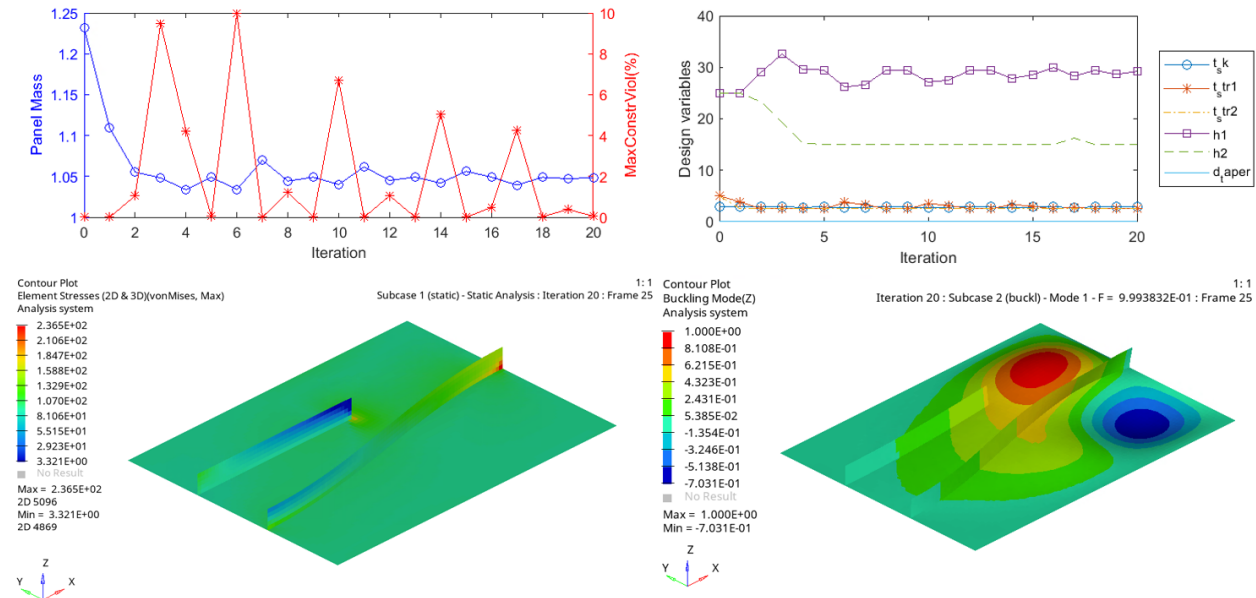 1.25
1.2
1.15
1.1
1.05
1
Panel Mass
10
8
6
4
2
0
MaxConstrViol(%)
0 2 4 6 8 10 12 14 16 18 20
Iteration
40
30
20
10
0
Design variables
0 5 10 15 20
Iteration
t_sk
t_str1
t_str2
h1
h2
d_taper
Contour Plot
Element Stresses (2D & 3D)(vonMises, Max)
Analysis system
2.365E+02
2.106E+02
1.847E+02
1.588E+02
1.329E+02
1.070E+02
8.106E+01
5.515E+01
2.923E+01
3.321E+00
No Result
Max = 2.365E+02
2D 5096
Min = 3.321E+00
2D 4869
1: 1
Subcase 1 (static) - Static Analysis : Iteration 20 : Frame 25
Z
Y
X
Contour Plot
Buckling Mode(Z)
Analysis system
1.000E+00
8.108E-01
6.215E-01
4.323E-01
2.431E-01
5.385E-02
-1.354E-01
-3.246E-01
-5.138E-01
-7.031E-01
No Result
Max = 1.000E+00
Min = -7.031E-01
1: 1
Iteration 20 : Subcase 2 (buckl) - Mode 1 - F = 9.993832E-01 : Frame 25
Z
Y
X